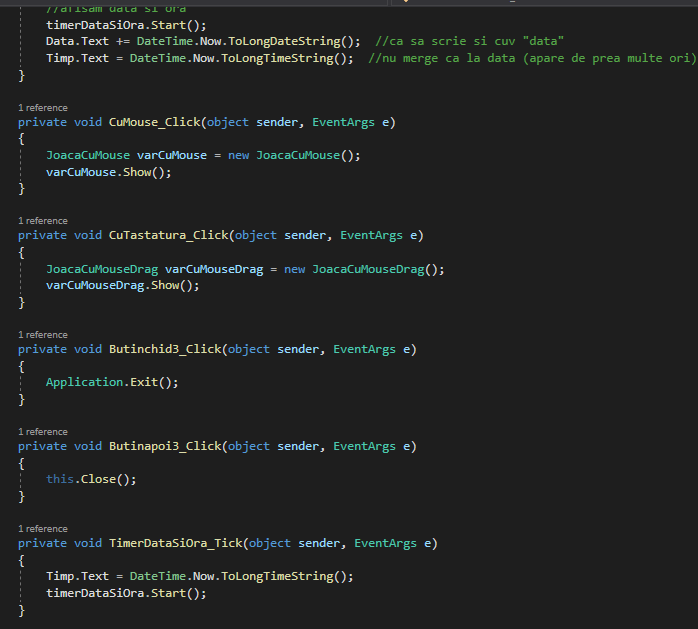 //afisam data si ora
timerDataSiOra.Start();
Data.Text += DateTime.Now.ToLongDateString();  //ca sa scrie si cuv "data"
Timp.Text = DateTime.Now.ToLongTimeString();  //nu merge ca la data (apare de prea multe ori)
}
1 reference
private void CuMouse_Click(object sender, EventArgs e)
{
JoacaCuMouse varCuMouse = new JoacaCuMouse();
varCuMouse.Show();
}
1 reference
private void CuTastatura_Click(object sender, EventArgs e)
{
JoacaCuMouseDrag varCuMouseDrag = new JoacaCuMouseDrag();
varCuMouseDrag.Show();
}
1 reference
private void Butinchid3_Click(object sender, EventArgs e)
{
Application.Exit();
}
1 reference
private void Butinapoi3_Click(object sender, EventArgs e)
{
this.Close();
}
1 reference
private void TimerDataSiOra_Tick(object sender, EventArgs e)
{
Timp.Text = DateTime.Now.ToLongTimeString();
timerDataSiOra.Start();
}